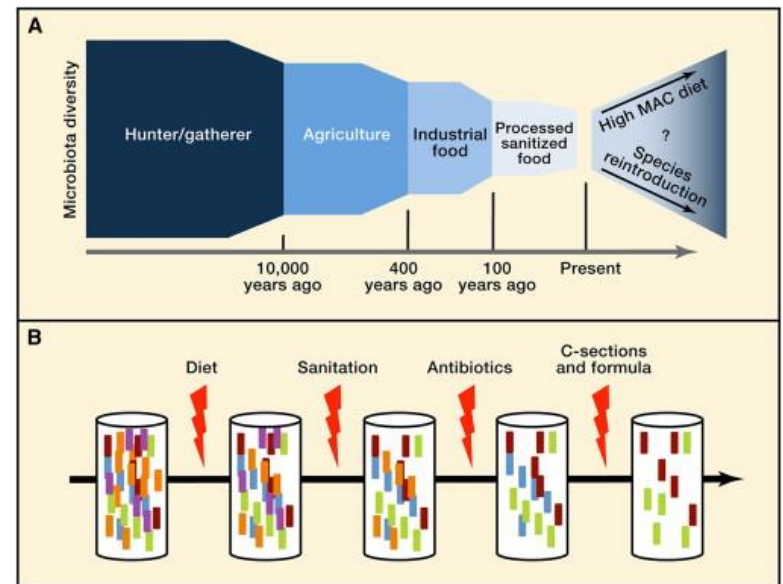 A
Microbiota diversity
Hunter/gatherer
Agriculture
Industrial
food
Processed
sanitized
food
High MAC diet
?
Species
reintroduction
10,000
years ago
400
years ago
100
years ago
Present
B
Diet
Sanitation
Antibiotics
C-sections
and formula